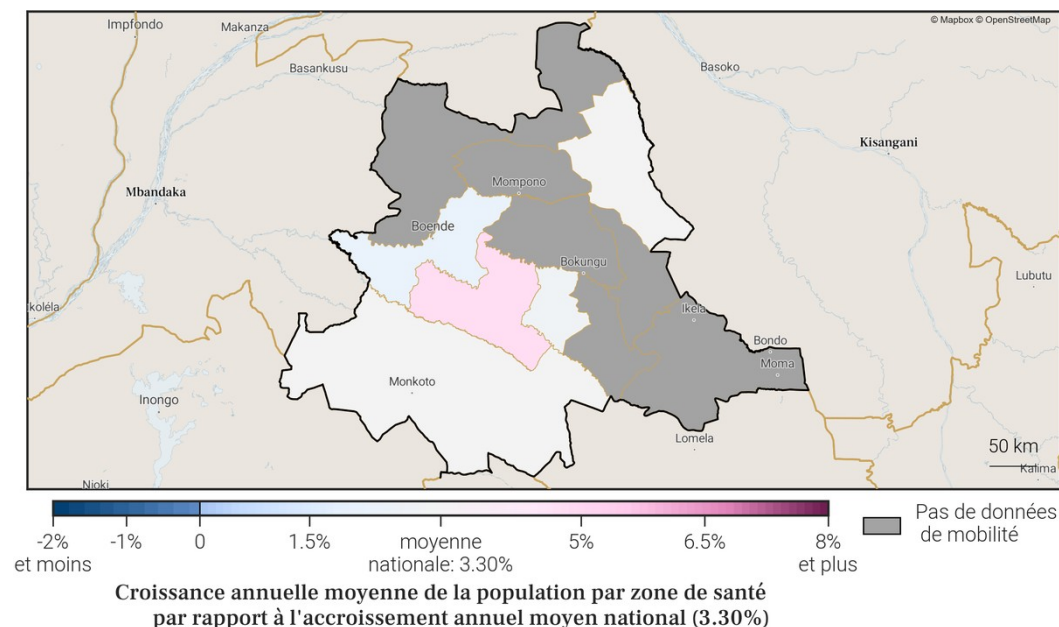 © Mapbox © OpenStreetMap
Impfondo
Makanza
Basankusu
Basoko
Kisangani
Mbandaka
Mompono
Boende
Bokungu
Lubutu
Ikela
Bondo
Moma
Monkoto
Inongo
Lomela
50 km
Kalima
Nioki
-2%
et moins
-1%
0
1.5%
moyenne
nationale: 3.30%
5%
6.5%
8%
et plus
Pas de données
de mobilité
Croissance annuelle moyenne de la population par zone de santé
par rapport à l'accroissement annuel moyen national (3.30%)